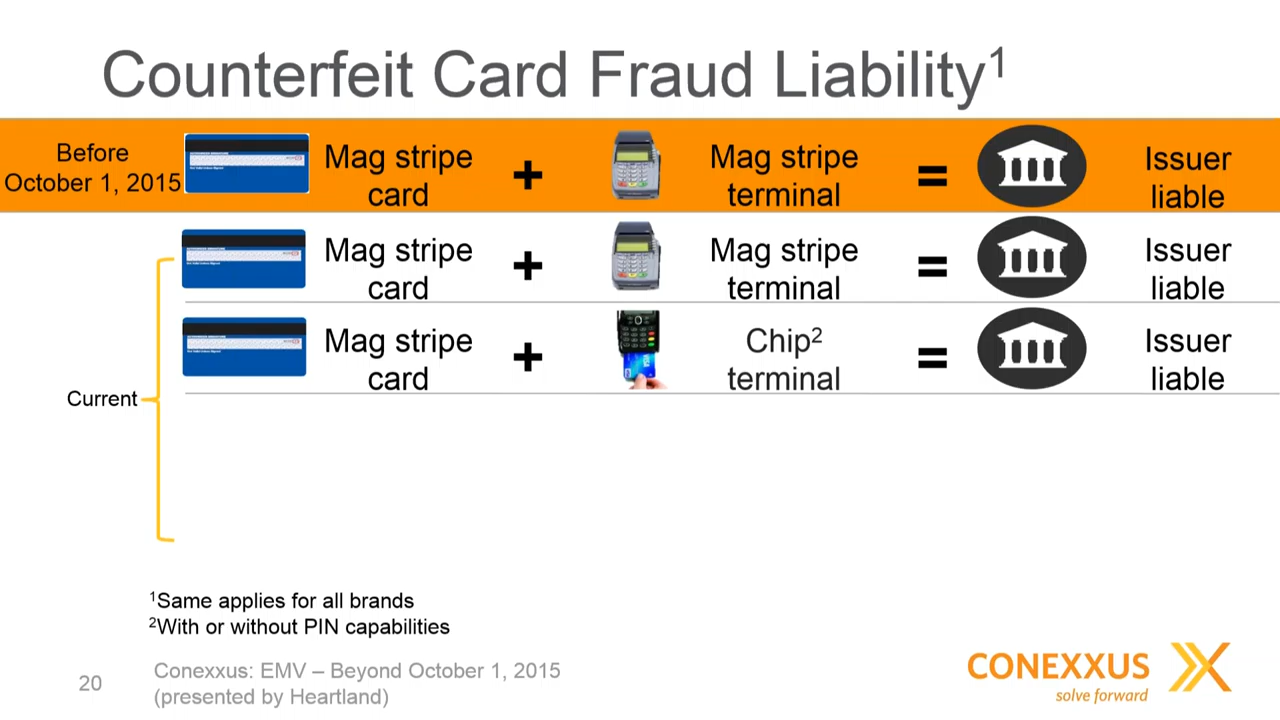 Counterfeit Card Fraud Liability¹
Before
October 1, 2015
Mag stripe
card
+
Mag stripe
terminal
=
Issuer
liable
Mag stripe
card
+
Mag stripe
terminal
=
Issuer
liable
Mag stripe
card
+
Chip²
terminal
=
Issuer
liable
Current
¹Same applies for all brands
²With or without PIN capabilities
20
Conexxus: EMV – Beyond October 1, 2015
(presented by Heartland)
CONEXXUS
solve forward